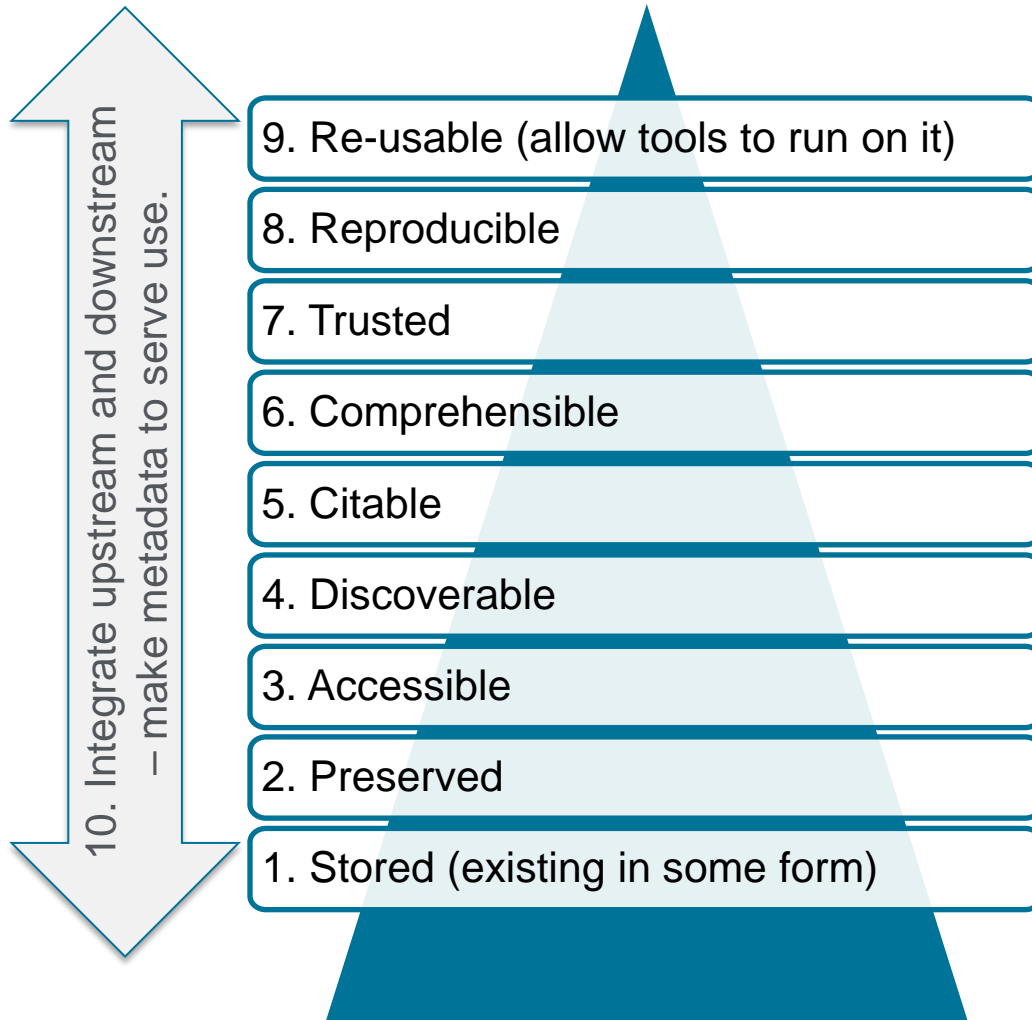 10. Integrate upstream and downstream
– make metadata to serve use.
9. Re-usable (allow tools to run on it)
8. Reproducible
7. Trusted
6. Comprehensible
5. Citable
4. Discoverable
3. Accessible
2. Preserved
1. Stored (existing in some form)